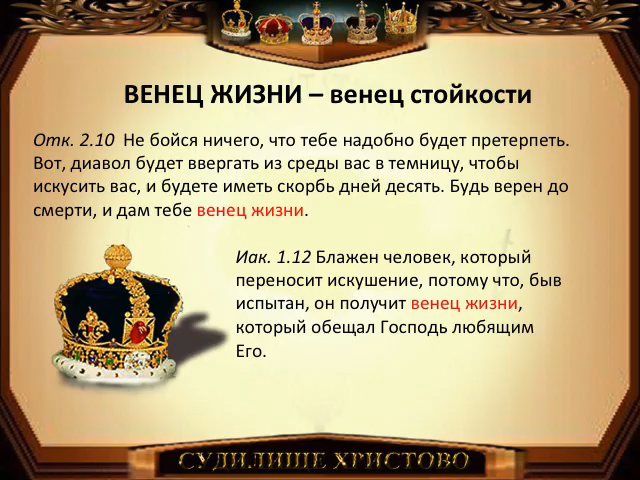 ВЕНЕЦ ЖИЗНИ – венец стойкости
Отк. 2.10 Не бойся ничего, что тебе надобно будет претерпеть.
Вот, диавол будет ввергать из среды вас в темницу, чтобы
искусить вас, и будете иметь скорбь дней десять. Будь верен до
смерти, и дам тебе венец жизни.
Иак. 1.12 Блажен человек, который
переносит искушение, потому что, быв
испытан, он получит венец жизни,
который обещал Господь любящим
Его.
СУДИЛИЩЕ ХРИСТОВО